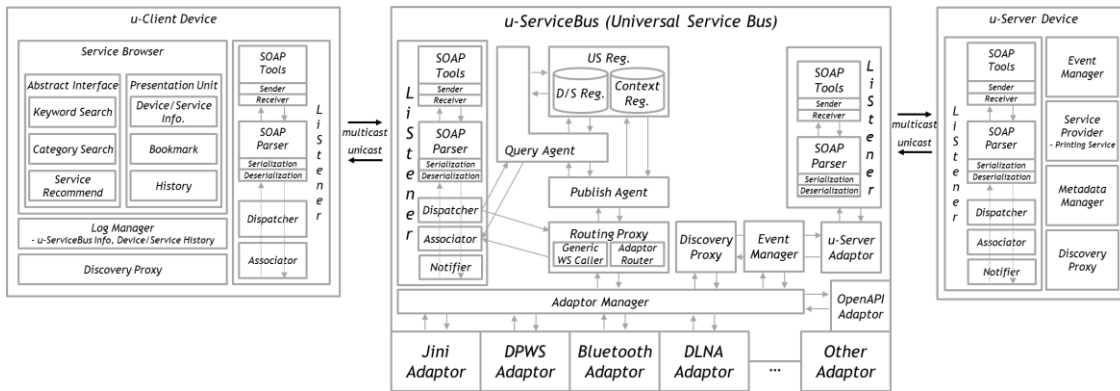 u-Client Device
Service Browser
Abstract Interface
Keyword Search
Category Search
Service
Recommend
Presentation Unit
Device/Service
Info.
Bookmark
History
Log Manager
- u-ServiceBus Info, Device/Service History
Discovery Proxy
SOAP
Tools
Sender
Receiver
SOAP
Parser
Serialization
Deserialization
Dispatcher
Associator
LiStener
multicast
unicast
u-ServiceBus (Universal Service Bus)
LiStener
SOAP
Tools
Sender
Receiver
SOAP
Parser
Serialization
Deserialization
Dispatcher
Associator
Notifier
US Reg.
D/S Reg.
Context
Reg.
Query Agent
Publish Agent
Routing Proxy
Generic
WS Caller
Adaptor
Router
Discovery
Proxy
Event
Manager
u-Server
Adaptor
SOAP
Tools
Sender
Receiver
SOAP
Parser
Serialization
Deserialization
LiStener
Adaptor Manager
OpenAPI
Adaptor
Jini
Adaptor
DPWS
Adaptor
Bluetooth
Adaptor
DLNA
Adaptor
...
Other
Adaptor
multicast
unicast
u-Server Device
LiStener
SOAP
Tools
Sender
Receiver
SOAP
Parser
Serialization
Deserialization
Dispatcher
Associator
Notifier
Event
Manager
Service
Provider
- Printing Service
Metadata
Manager
Discovery
Proxy